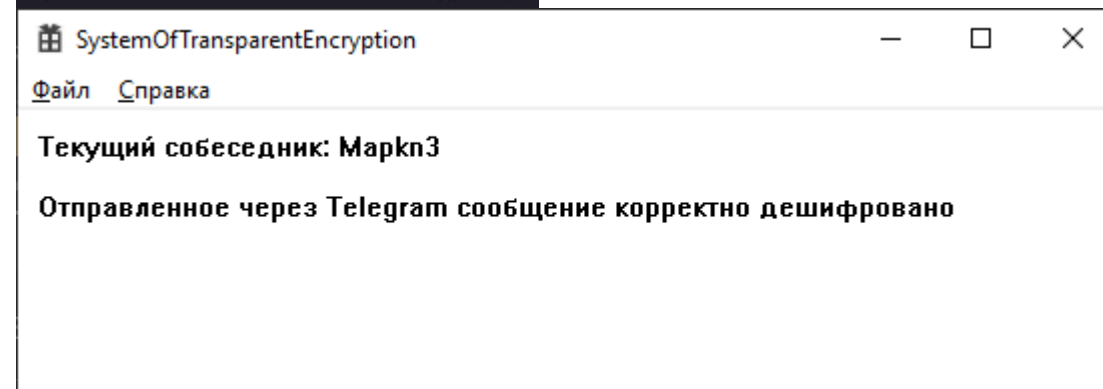 SystemOfTransparentEncryption
Файл Справка
Текущий собеседник: Mapkn3
Отправленное через Telegram сообщение корректно дешифровано